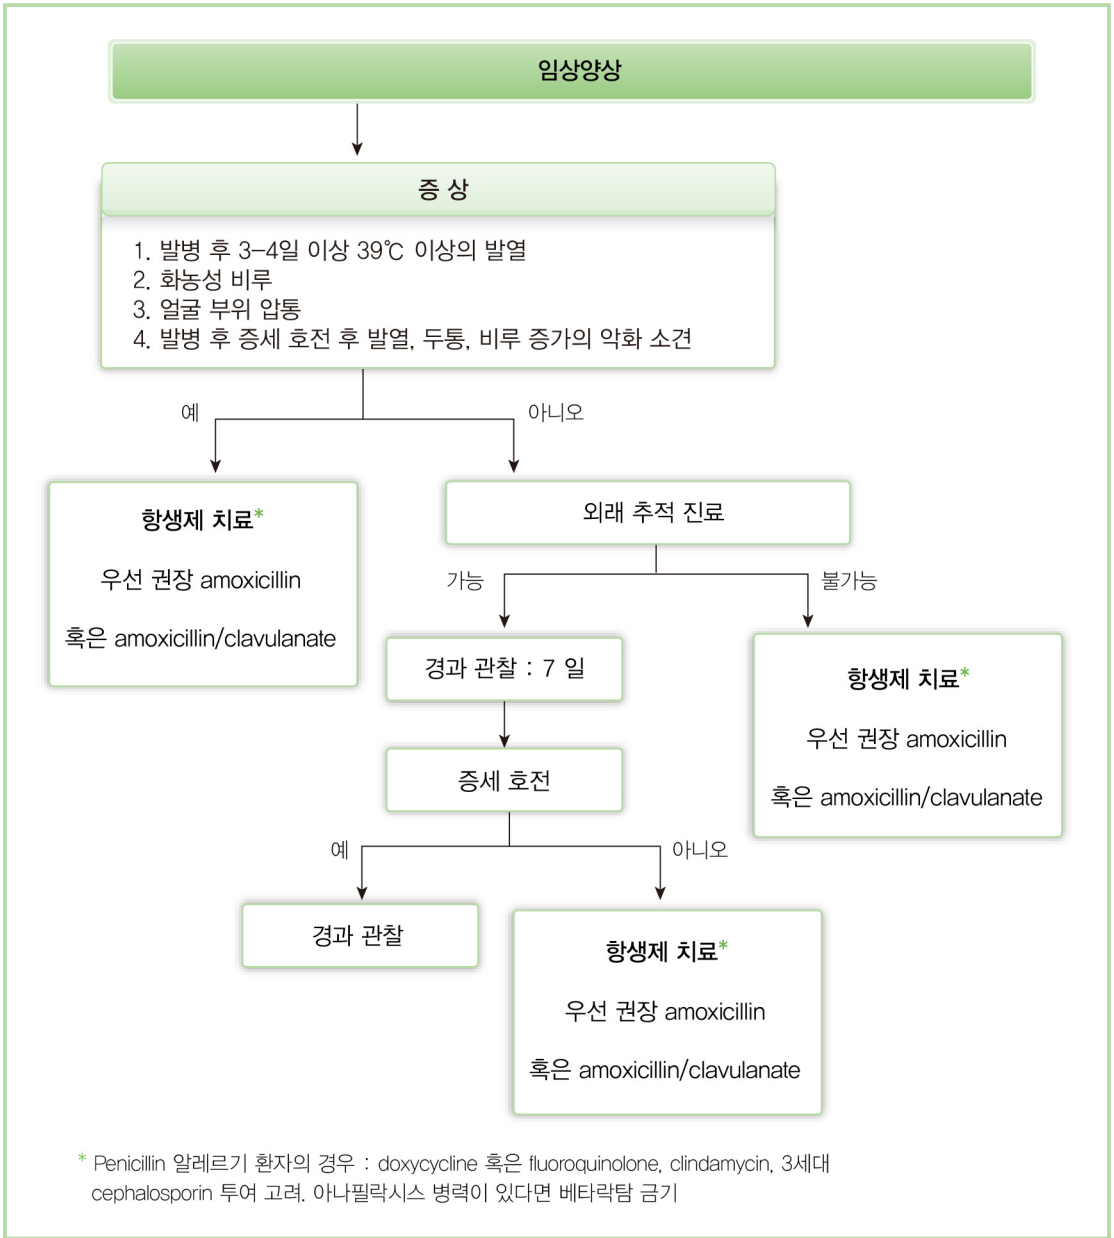 임상양상
증 상
1. 발병 후 3-4일 이상 39℃ 이상의 발열
2. 화농성 비루
3. 얼굴 부위 압통
4. 발병 후 증세 호전 후 발열, 두통, 비루 증가의 악화 소견
예
아니오
항생제 치료*
우선 권장 amoxicillin
혹은 amoxicillin/clavulanate
외래 추적 진료
가능
불가능
경과 관찰 : 7 일
항생제 치료*
우선 권장 amoxicillin
혹은 amoxicillin/clavulanate
증세 호전
예
아니오
경과 관찰
항생제 치료*
우선 권장 amoxicillin
혹은 amoxicillin/clavulanate
* Penicillin 알레르기 환자의 경우 : doxycycline 혹은 fluoroquinolone, clindamycin, 3세대
cephalosporin 투여 고려. 아나필락시스 병력이 있다면 베타락탐 금기